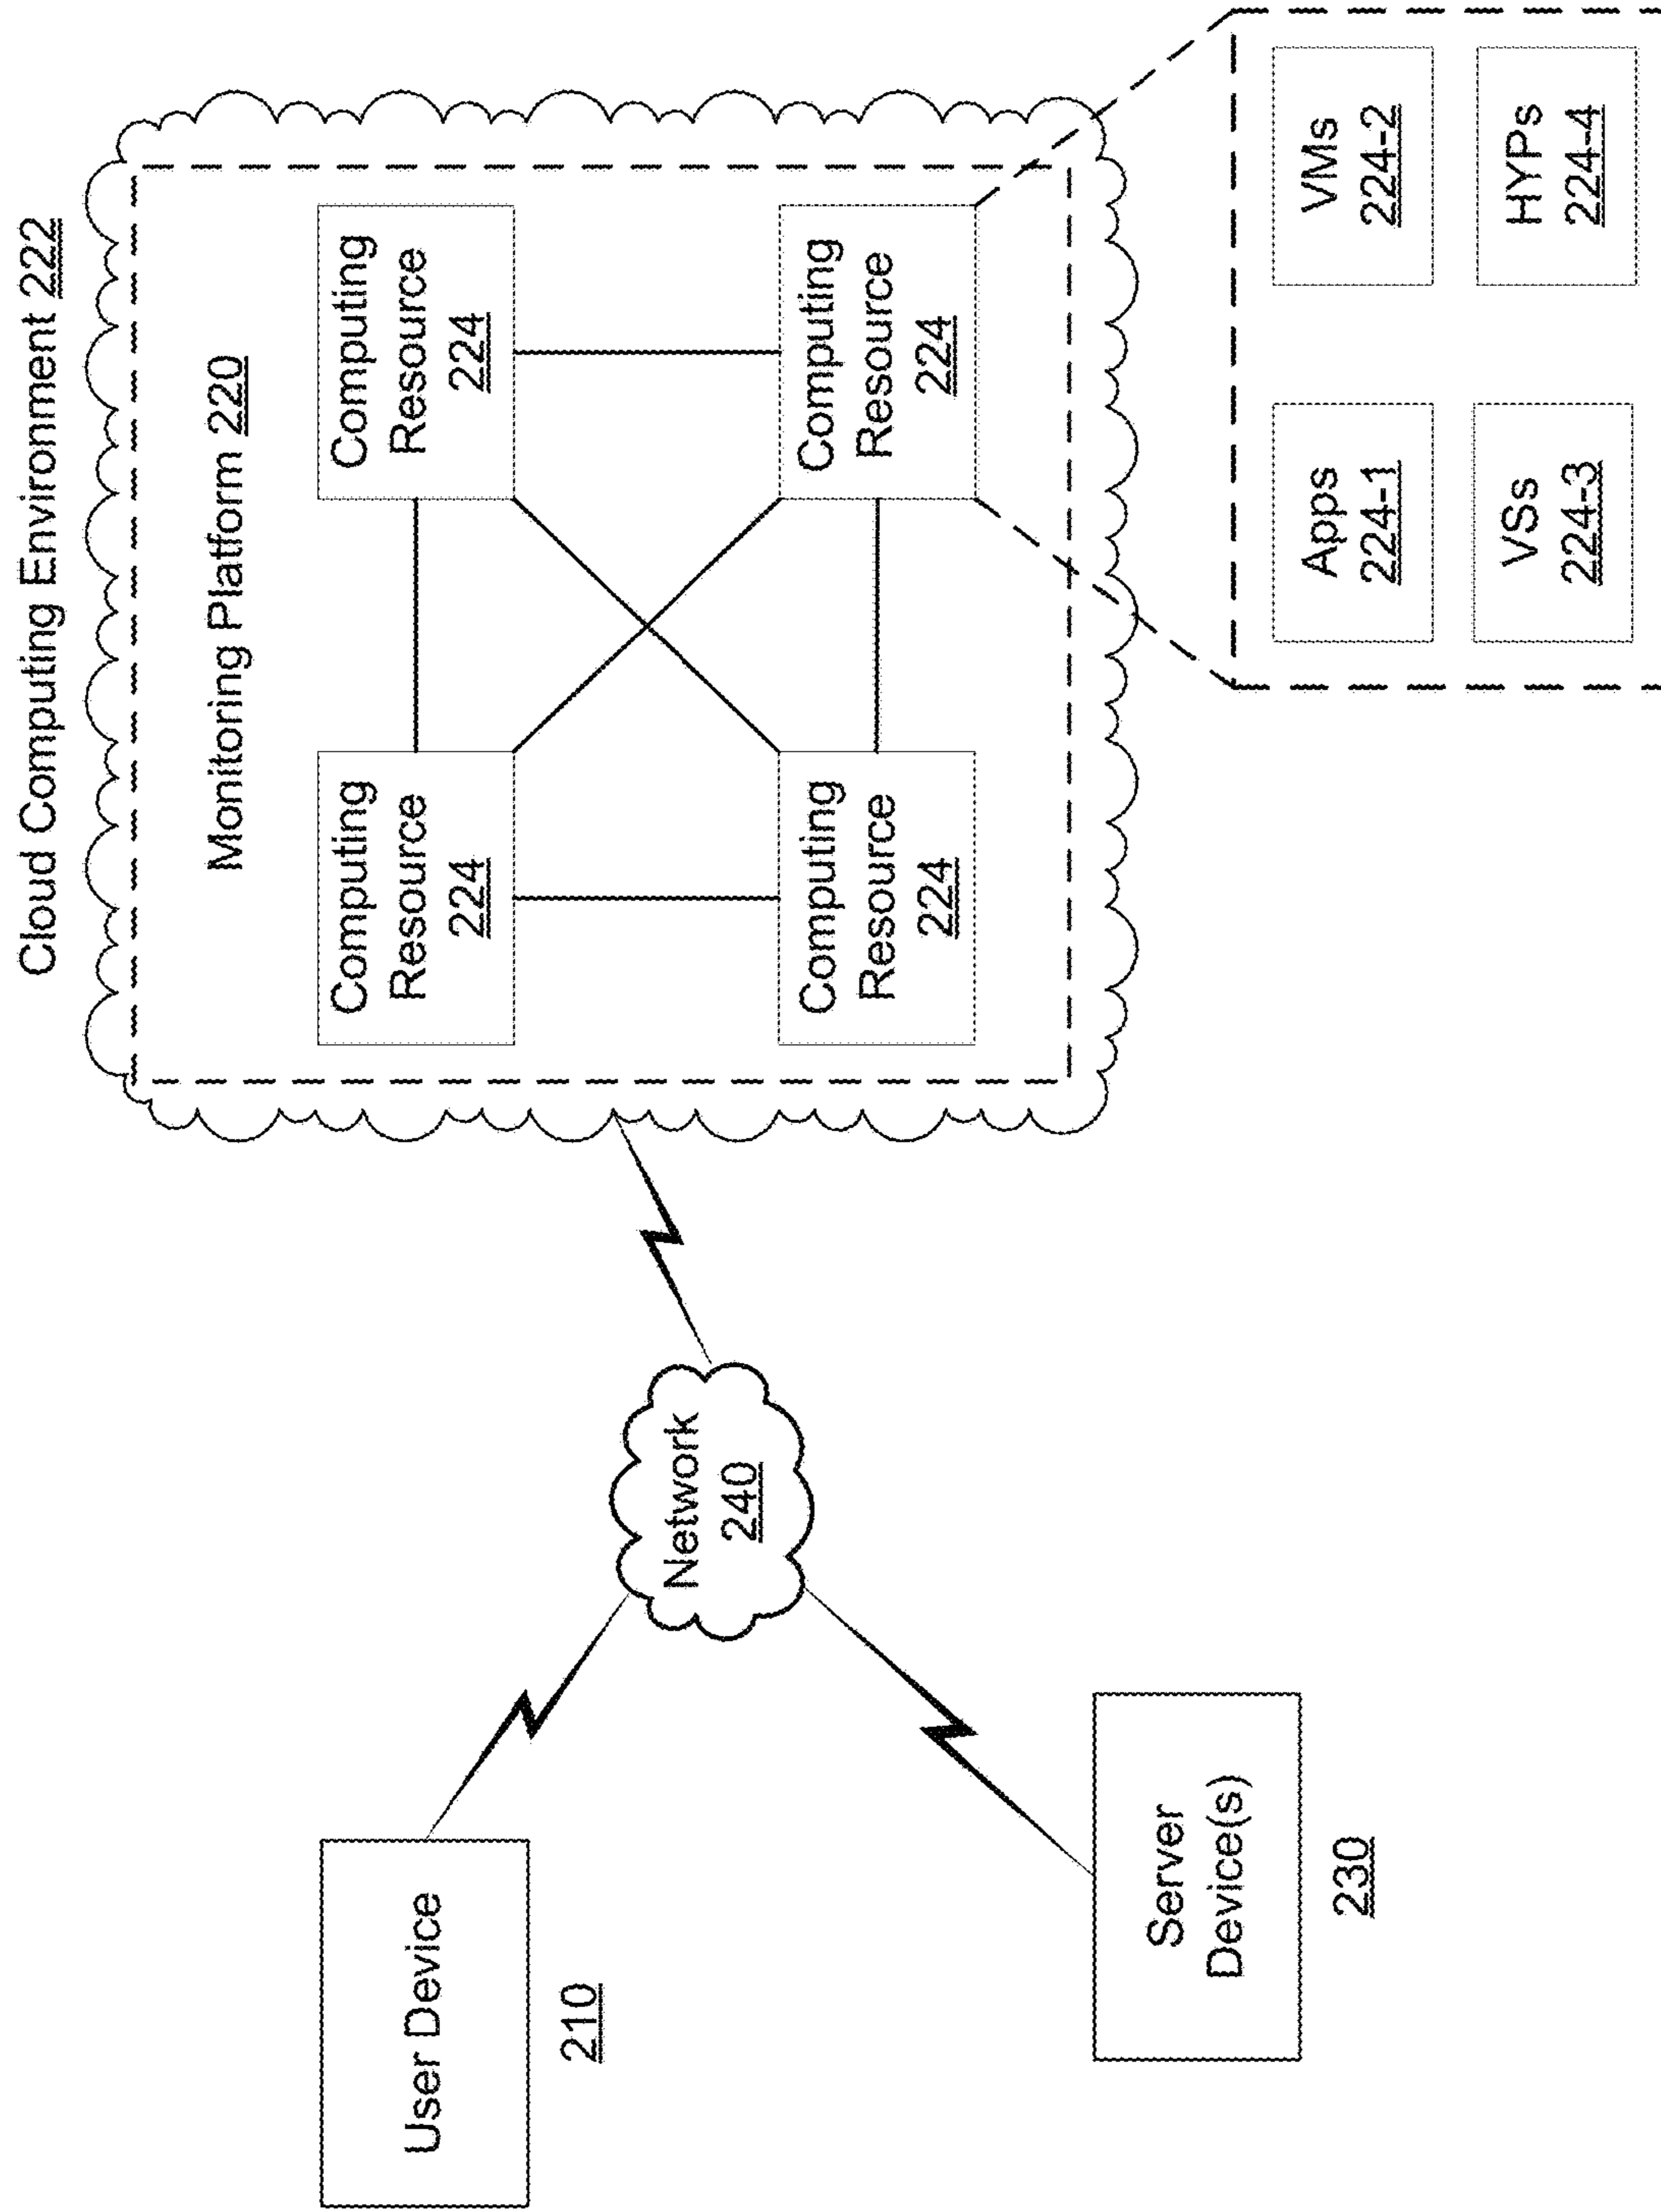 Cloud Computing Environment 222
Monitoring Platform 220
Computing
Resource
224
Computing
Resource
224
Computing
Resource
224
Computing
Resource
224
User Device
210
Network
240
Server
Device(s)
230
Apps
224-1
VMs
224-2
VSs
224-3
HYPs
224-4